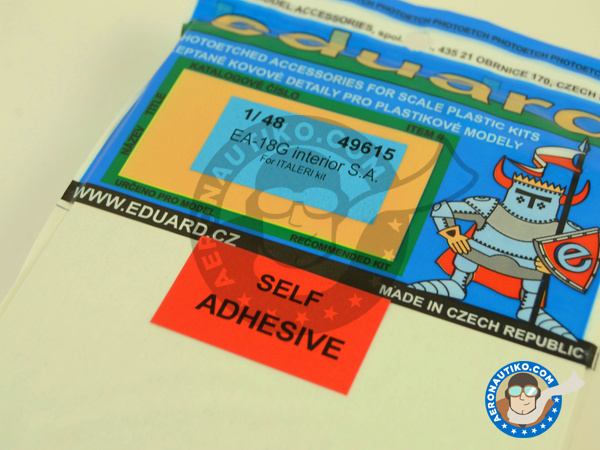 PHOTOETCH PHOTOETCH PHOTOETCH PHOTOETCH
MODEL ACCESSORIES, spol. 435 21 OBRNICE 170, CZECH
eduard
PHOTOETCHED ACCESSORIES FOR SCALE PLASTIC KITS
LEPTANÉ KOVOVÉ DETAILY PRO PLASTIKOVÉ MODELY
KATALOGOVÉ ČÍSLO
ITEM #
NÁZEV TITLE
1/48 49615
EA-18G interior S.A.
For ITALERI kit
URČENO PRO MODEL
RECOMMENDED KIT
e
WWW.EDUARD.CZ
MADE IN CZECH REPUBLIC
SELF
ADHESIVE
AERONAUTIKO.COM
AERONAUTIKO.COM